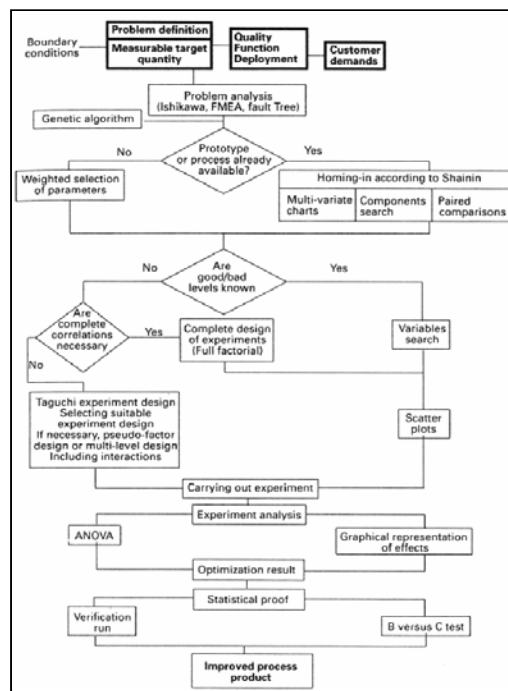 Boundary
conditions
Problem definition
Measurable target
quantity
Quality
Function
Deployment
Customer
demands
Problem analysis
(Ishikawa, FMEA, fault Tree)
Genetic algorithm
Prototype
or process already
available?
No
Yes
Weighted selection
of parameters
Homing-in according to Shainin
Multi-variate
charts
Components
search
Paired
comparisons
Are
good/bad
levels known
No
Yes
Are
complete
correlations
necessary
Yes
No
Complete design
of experiments
(Full factorial)
Variables
search
Taguchi experiment design
Selecting suitable
experiment design
If necessary, pseudo-factor
design or multi-level design
Including interactions
Scatter
plots
Carrying out experiment
Experiment analysis
ANOVA
Graphical representation
of effects
Optimization result
Statistical proof
Verification
run
B versus C test
Improved process
product